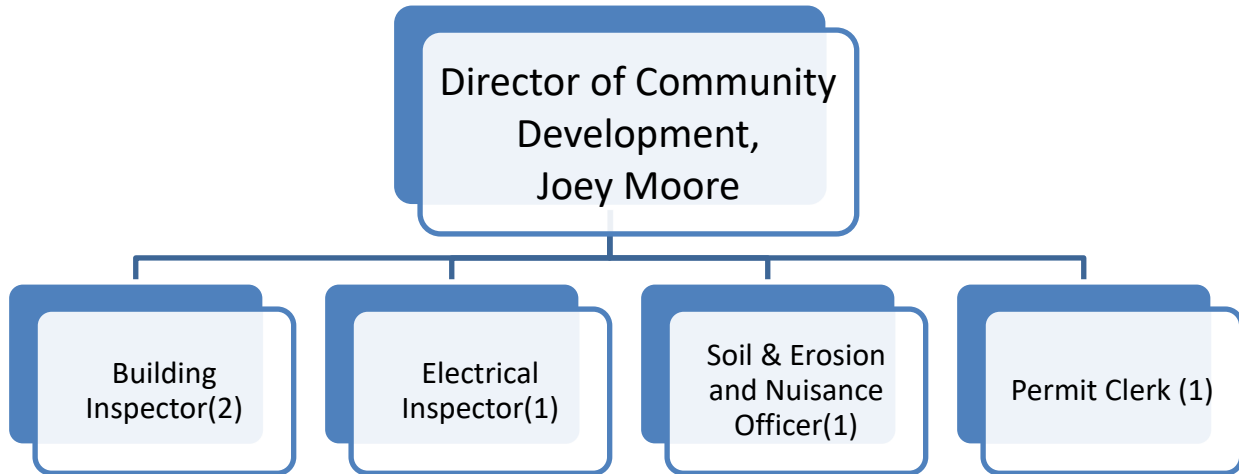 Director of Community
Development,
Joey Moore
Building
Inspector(2)
Electrical
Inspector(1)
Soil & Erosion
and Nuisance
Officer(1)
Permit Clerk (1)